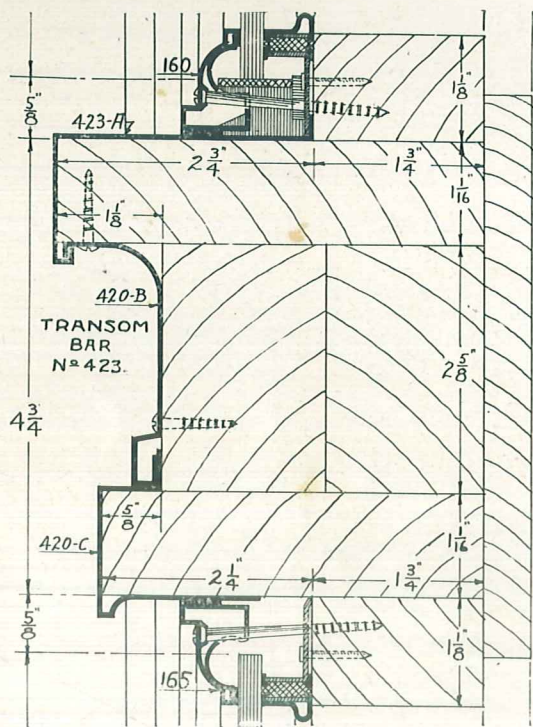 160
5/8"
423-A
1 1/8"
2 3/4"
1 3/4"
1 1/16"
1 1/8"
420-B
TRANSOM
BAR
Nº 423.
2 5/8"
4 3/4"
5/8"
420-C
2 1/4"
1 3/4"
1 1/16"
5/8"
1 1/8"
165